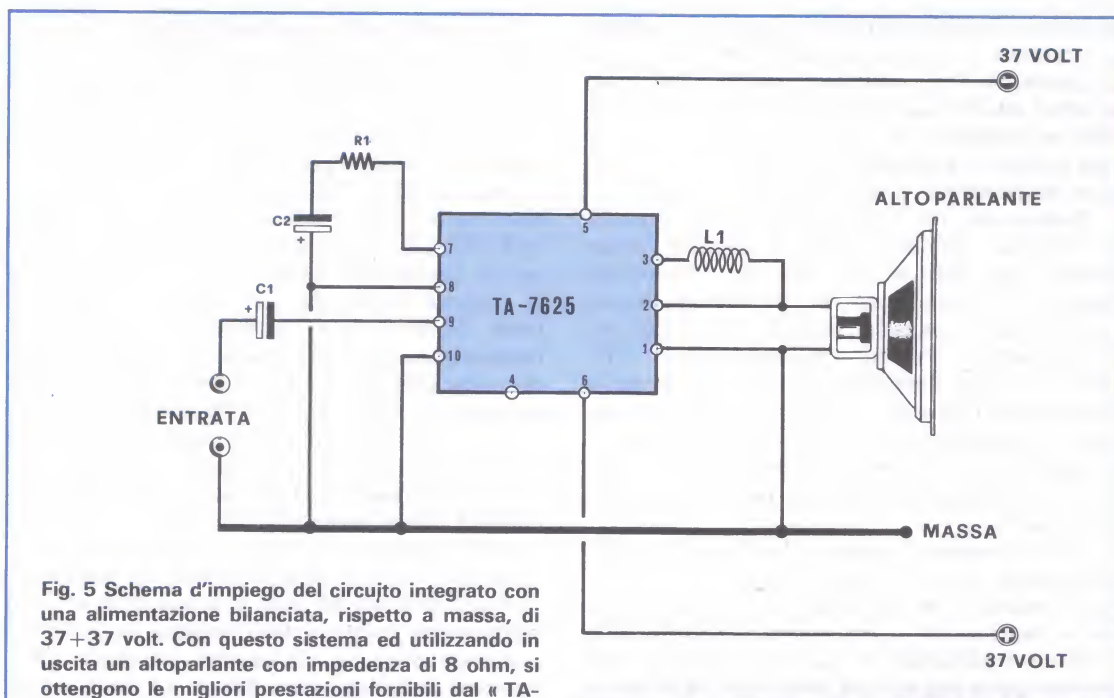 37 VOLT
R1
C2
+
7
5
3
L1
ALTOPARLANTE
8
TA-7625
2
C1
+
9
1
10
4
6
ENTRATA
MASSA
Fig. 5 Schema d'impiego del circuito integrato con
una alimentazione bilanciata, rispetto a massa, di
37+37 volt. Con questo sistema ed utilizzando in
uscita un altoparlante con impedenza di 8 ohm, si
ottengono le migliori prestazioni fornibili dal « TA-
37 VOLT